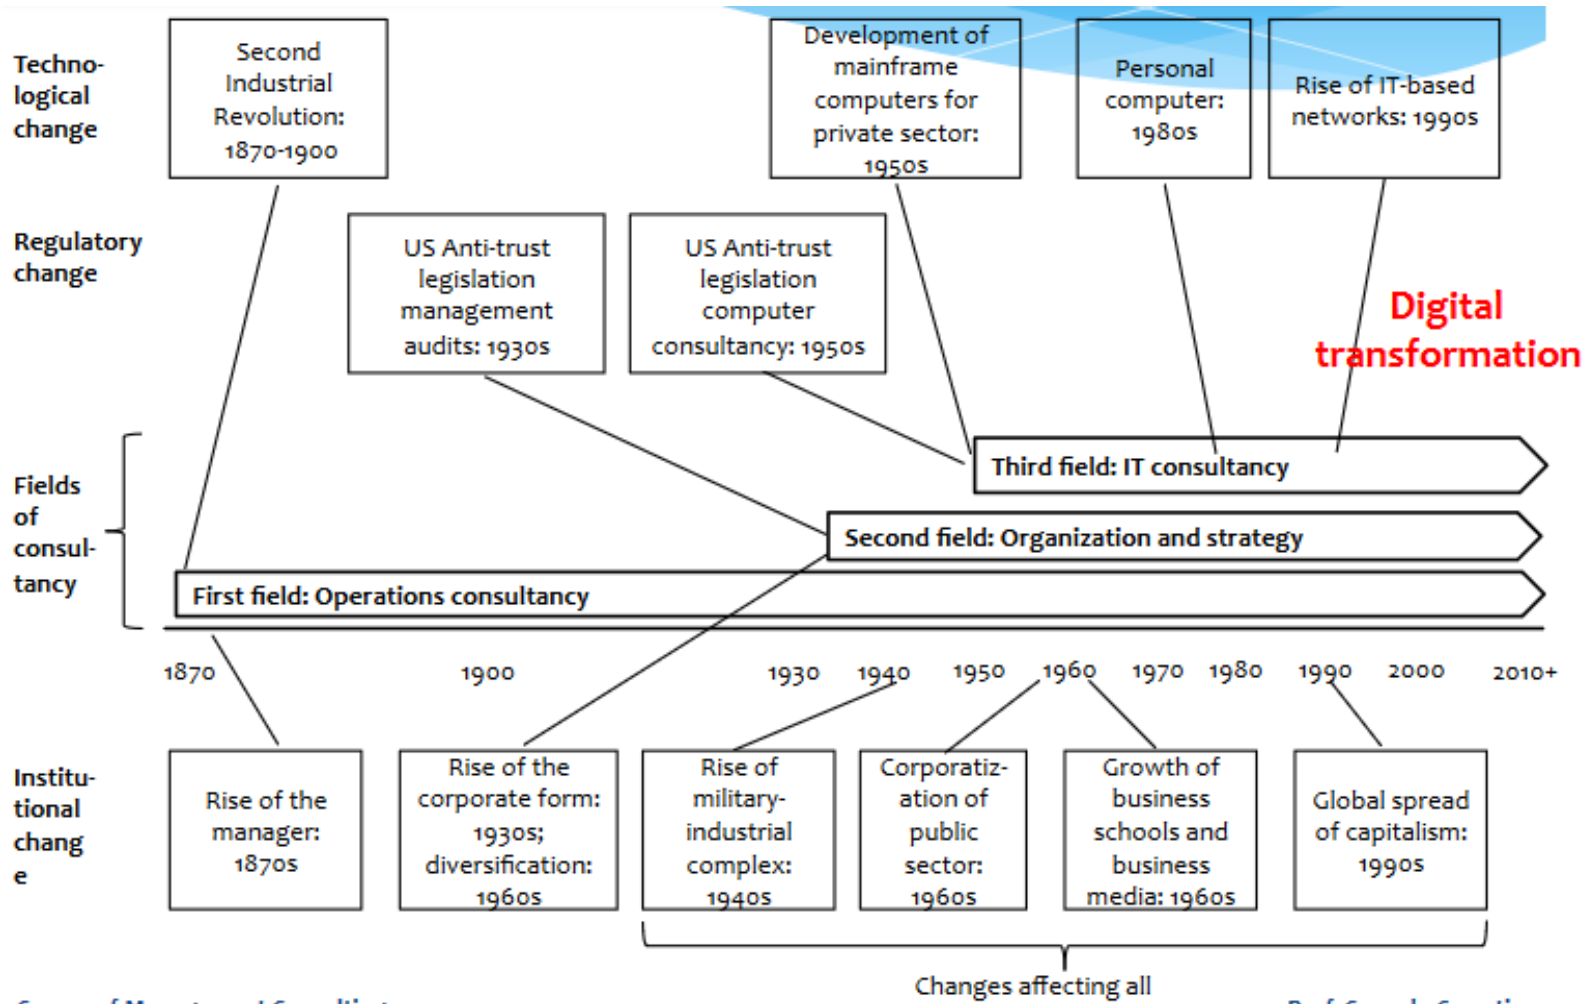 Techno-
logical
change
Second
Industrial
Revolution:
1870-1900
Development of
mainframe
computers for
private sector:
1950s
Personal
computer:
1980s
Rise of IT-based
networks: 1990s
Regulatory
change
US Anti-trust
legislation
management
audits: 1930s
US Anti-trust
legislation
computer
consultancy: 1950s
Digital
transformation
Fields
of
consul-
tancy
Third field: IT consultancy
Second field: Organization and strategy
First field: Operations consultancy
1870 1900 1930 1940 1950 1960 1970 1980 1990 2000 2010+
Institu-
tional
chang
e
Rise of the
manager:
1870s
Rise of the
corporate form:
1930s;
diversification:
1960s
Rise of
military-
industrial
complex:
1940s
Corporatiz-
ation of
public
sector:
1960s
Growth of
business
schools and
business
media: 1960s
Global spread
of capitalism:
1990s
Changes affecting all